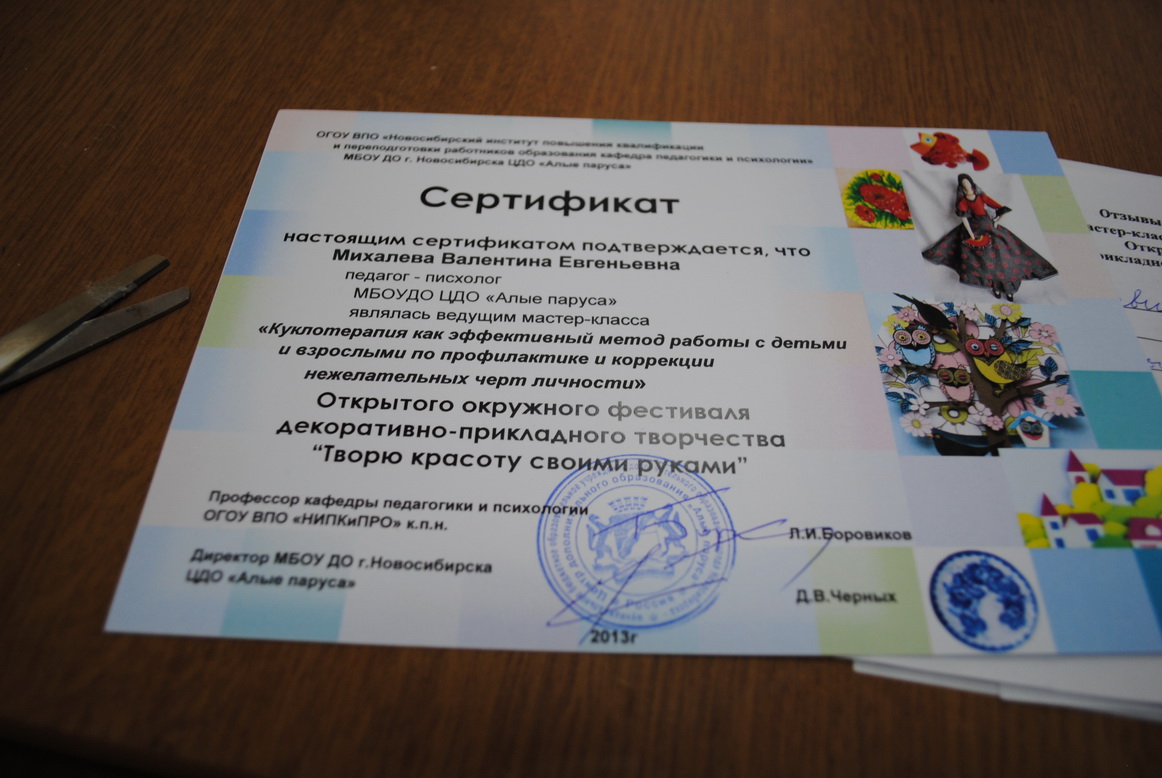 ОГОУ ВПО «Новосибирский институт повышения квалификации
и переподготовки работников образования кафедра педагогики и психологии»
МБОУ ДО г. Новосибирска ЦДО «Алые паруса»
Сертификат
настоящим сертификатом подтверждается, что
Михалева Валентина Евгеньевна
педагог - писхолог
МБОУДО ЦДО «Алые паруса»
являлась ведущим мастер-класса
«Куклотерапия как эффективный метод работы с детьми
и взрослыми по профилактике и коррекции
нежелательных черт личности»
Открытого окружного фестиваля
декоративно-прикладного творчества
“Творю красоту своими руками”
Профессор кафедры педагогики и психологии
ОГОУ ВПО «НИПКиПРО» к.п.н.
Л.И.Боровиков
Директор МБОУ ДО г.Новосибирска
ЦДО «Алые паруса»
Д.В.Черных
2013г
Отзывы
астер-клас
Откр